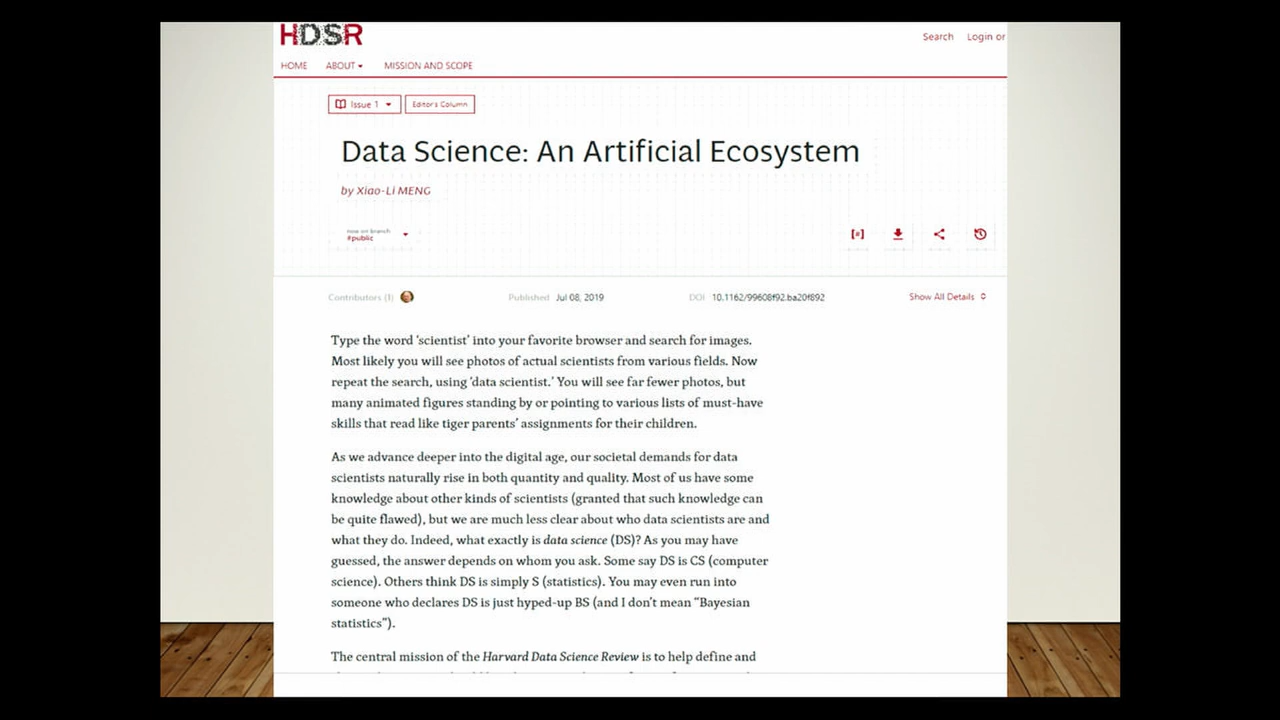 HDSR
Search Login or
HOME ABOUT MISSION AND SCOPE
Issue 1 Editor's Column
Data Science: An Artificial Ecosystem
by Xiao-Li MENG
now on branch
#public
[#]
Contributors (1) Published Jul 08, 2019 DOI 10.1162/99608f92.ba20f892 Show All Details
Type the word 'scientist' into your favorite browser and search for images.
Most likely you will see photos of actual scientists from various fields. Now
repeat the search, using 'data scientist.' You will see far fewer photos, but
many animated figures standing by or pointing to various lists of must-have
skills that read like tiger parents' assignments for their children.
As we advance deeper into the digital age, our societal demands for data
scientists naturally rise in both quantity and quality. Most of us have some
knowledge about other kinds of scientists (granted that such knowledge can
be quite flawed), but we are much less clear about who data scientists are and
what they do. Indeed, what exactly is data science (DS)? As you may have
guessed, the answer depends on whom you ask. Some say DS is CS (computer
science). Others think DS is simply S (statistics). You may even run into
someone who declares DS is just hyped-up BS (and I don't mean “Bayesian
statistics”).
The central mission of the Harvard Data Science Review is to help define and